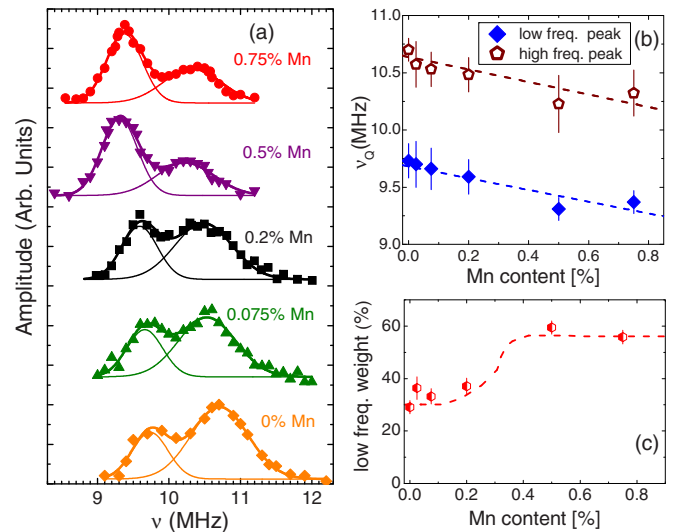 (a)
0.75% Mn
0.5% Mn
0.2% Mn
0.075% Mn
0% Mn
Amplitude (Arb. Units)
9 10 11 12
ν (MHz)
(b)
low freq. peak
high freq. peak
11.0
10.5
10.0
9.5
9.0
ν_Q(MHz)
0.0 0.2 0.4 0.6 0.8
Mn content [%]
(c)
80
60
40
20
0
low freq. weight (%)
0.0 0.2 0.4 0.6 0.8
Mn content [%]